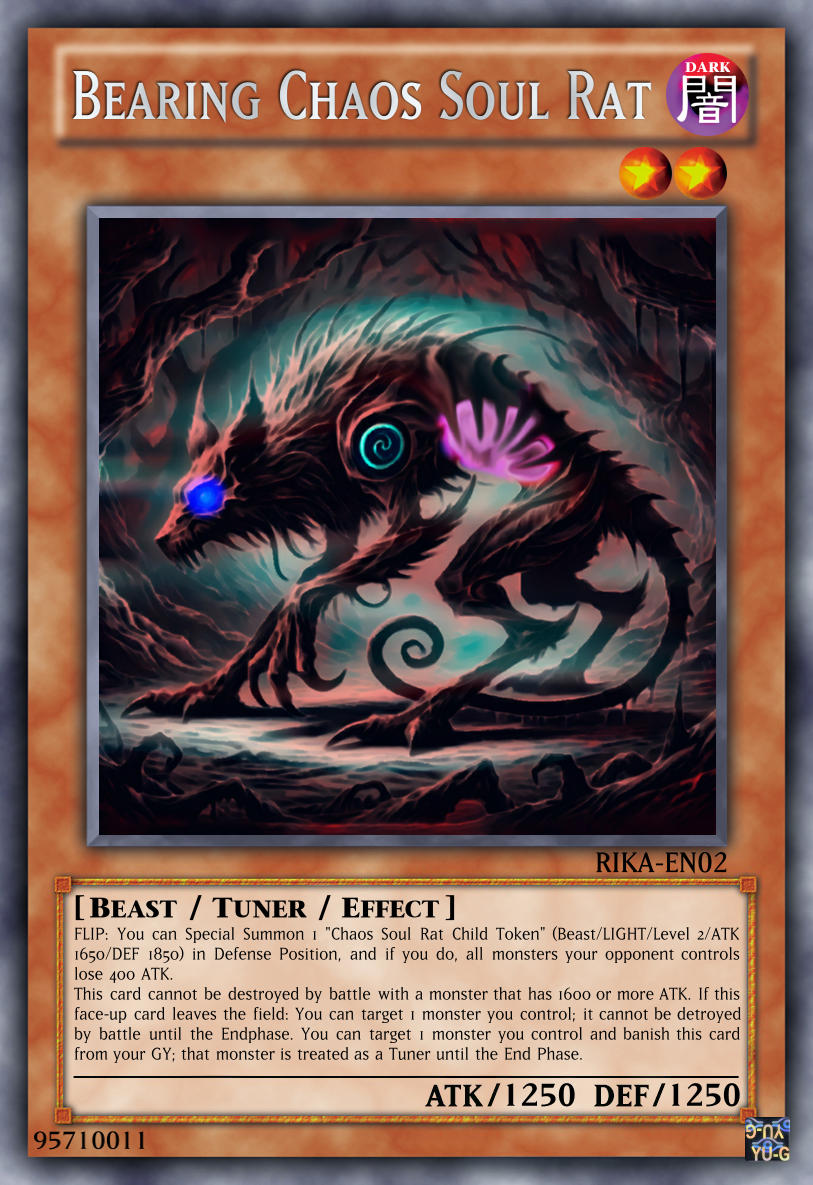 BEARING CHAOS SOUL RAT
DARK
闇
RIKA-EN02
[ BEAST / TUNER / EFFECT ]
FLIP: You can Special Summon 1 "Chaos Soul Rat Child Token" (Beast/LIGHT/Level 2/ATK
1650/DEF 1850) in Defense Position, and if you do, all monsters your opponent controls
lose 400 ATK.
This card cannot be destroyed by battle with a monster that has 1600 or more ATK. If this
face-up card leaves the field: You can target 1 monster you control; it cannot be detroyed
by battle until the Endphase. You can target 1 monster you control and banish this card
from your GY; that monster is treated as a Tuner until the End Phase.
ATK/1250 DEF/1250
95710011
YU-G
YU-G